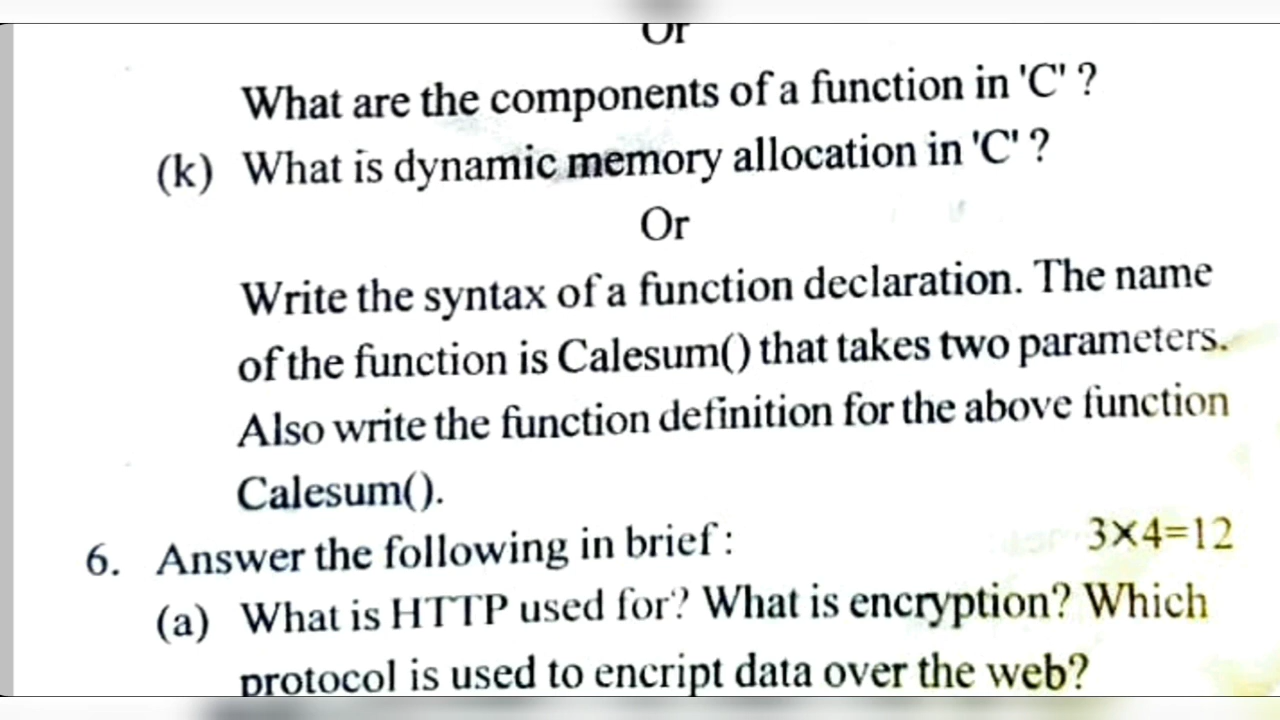 Or
What are the components of a function in 'C' ?
(k) What is dynamic memory allocation in 'C' ?
Or
Write the syntax of a function declaration. The name
of the function is Calesum() that takes two parameters.
Also write the function definition for the above function
Calesum().
6. Answer the following in brief : 3×4=12
(a) What is HTTP used for? What is encryption? Which
protocol is used to encript data over the web?